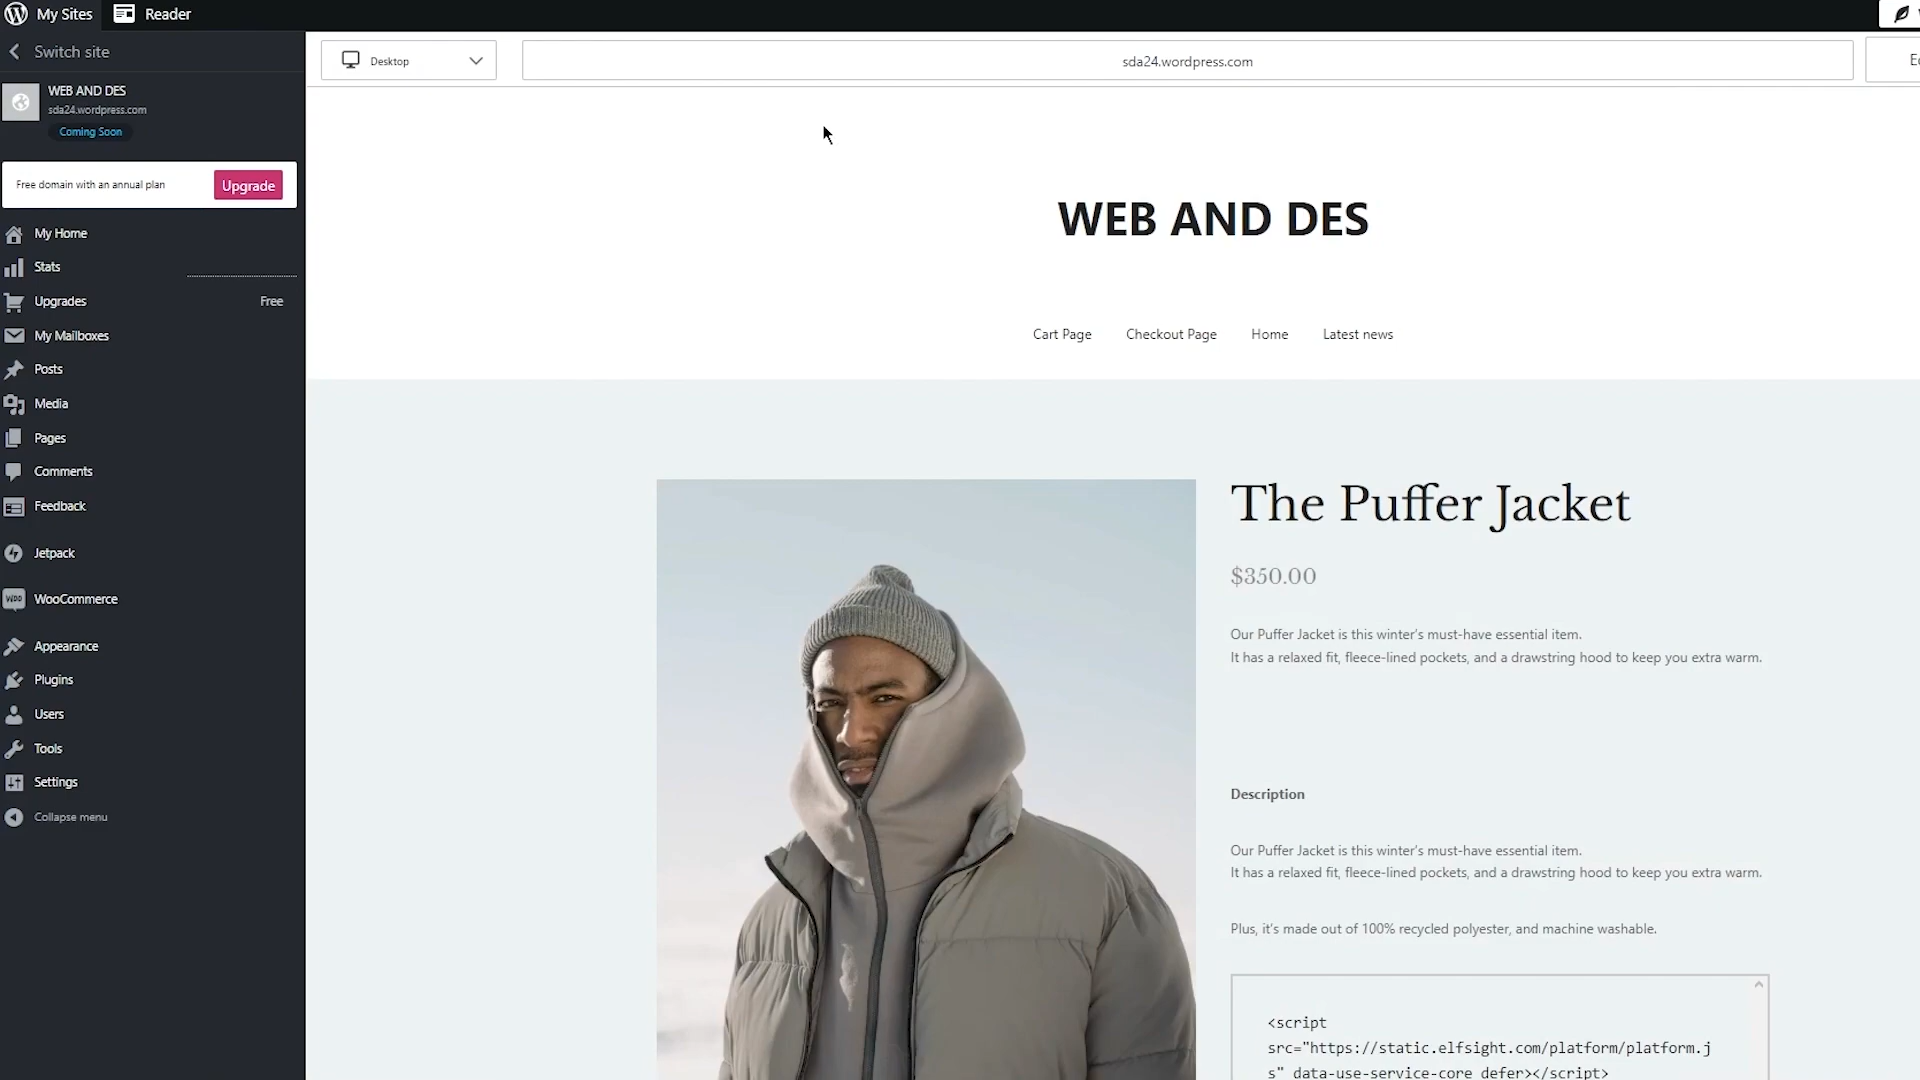 My Sites
Reader
Switch site
WEB AND DES
sda24.wordpress.com
Coming Soon
Free domain with an annual plan
Upgrade
My Home
Stats
Upgrades
Free
My Mailboxes
Posts
Media
Pages
Comments
Feedback
Jetpack
WooCommerce
Appearance
Plugins
Users
Tools
Settings
Collapse menu
Desktop
sda24.wordpress.com
WEB AND DES
Cart Page
Checkout Page
Home
Latest news
The Puffer Jacket
$350.00
Our Puffer Jacket is this winter's must-have essential item.
It has a relaxed fit, fleece-lined pockets, and a drawstring hood to keep you extra warm.
Description
Our Puffer Jacket is this winter's must-have essential item.
It has a relaxed fit, fleece-lined pockets, and a drawstring hood to keep you extra warm.
Plus, it's made out of 100% recycled polyester, and machine washable.
<script
src="https://static.elfsight.com/platform/platform.j
s" data-use-service-core defer></script>